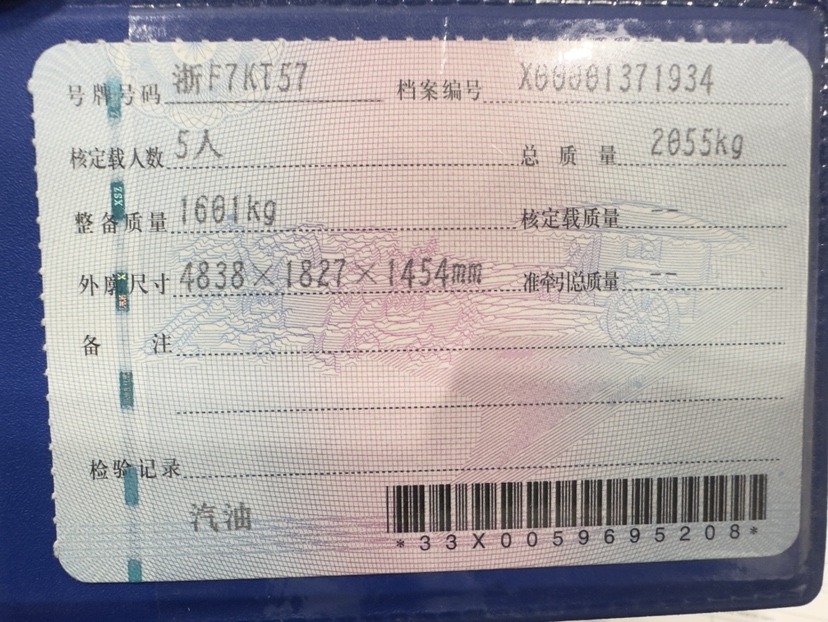 号牌号码 浙F7KT57 档案编号 X00001371934
核定载人数 5人 总质量 2055kg
整备质量 1601kg 核定载质量 --
外廓尺寸 4838×1827×1454mm 准牵引总质量 --
备注
检验记录
汽油
*33X0059695208*
XSZ